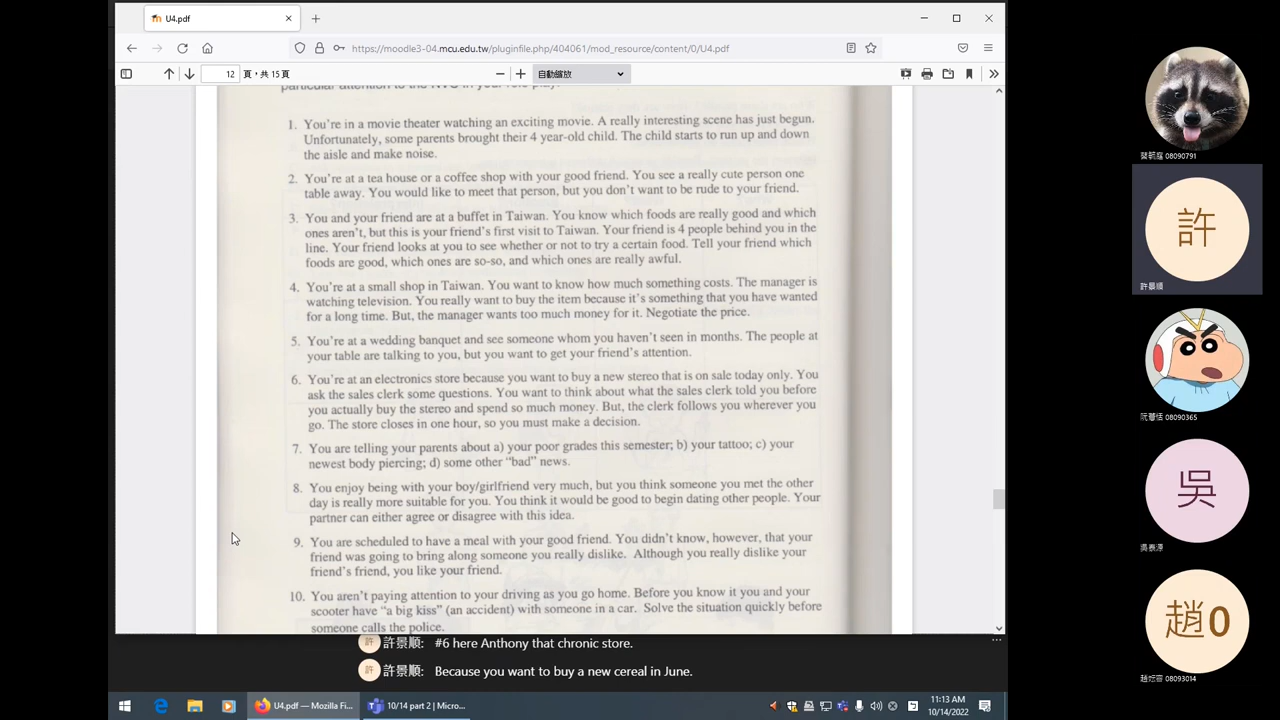 U4.pdf
https://moodle3-04.mcu.edu.tw/pluginfile.php/404061/mod_resource/content/0/U4.pdf
12 頁，共 15 頁
自動縮放
particular attention to the NVC in your role play.
1. You're in a movie theater watching an exciting movie. A really interesting scene has just begun.
Unfortunately, some parents brought their 4 year-old child. The child starts to run up and down
the aisle and make noise.
2. You're at a tea house or a coffee shop with your good friend. You see a really cute person one
table away. You would like to meet that person, but you don't want to be rude to your friend.
3. You and your friend are at a buffet in Taiwan. You know which foods are really good and which
ones aren't, but this is your friend's first visit to Taiwan. Your friend is 4 people behind you in the
line. Your friend looks at you to see whether or not to try a certain food. Tell your friend which
foods are good, which ones are so-so, and which ones are really awful.
4. You're at a small shop in Taiwan. You want to know how much something costs. The manager is
watching television. You really want to buy the item because it's something that you have wanted
for a long time. But, the manager wants too much money for it. Negotiate the price.
5. You're at a wedding banquet and see someone whom you haven't seen in months. The people at
your table are talking to you, but you want to get your friend's attention.
6. You're at an electronics store because you want to buy a new stereo that is on sale today only. You
ask the sales clerk some questions. You want to think about what the sales clerk told you before
you actually buy the stereo and spend so much money. But, the clerk follows you wherever you
go. The store closes in one hour, so you must make a decision.
7. You are telling your parents about a) your poor grades this semester; b) your tattoo; c) your
newest body piercing; d) some other "bad" news.
8. You enjoy being with your boy/girlfriend very much, but you think someone you met the other
day is really more suitable for you. You think it would be good to begin dating other people. Your
partner can either agree or disagree with this idea.
9. You are scheduled to have a meal with your good friend. You didn't know, however, that your
friend was going to bring along someone you really dislike. Although you really dislike your
friend's friend, you like your friend.
10. You aren't paying attention to your driving as you go home. Before you know it you and your
scooter have "a big kiss" (an accident) with someone in a car. Solve the situation quickly before
someone calls the police.
許 許景順: #6 here Anthony that chronic store.
許 許景順: Because you want to buy a new cereal in June.
U4.pdf — Mozilla Fi...
10/14 part 2 | Micro...
11:13 AM
10/14/2022
08090791
許
許景順
08090365
吳
趙0
08093014